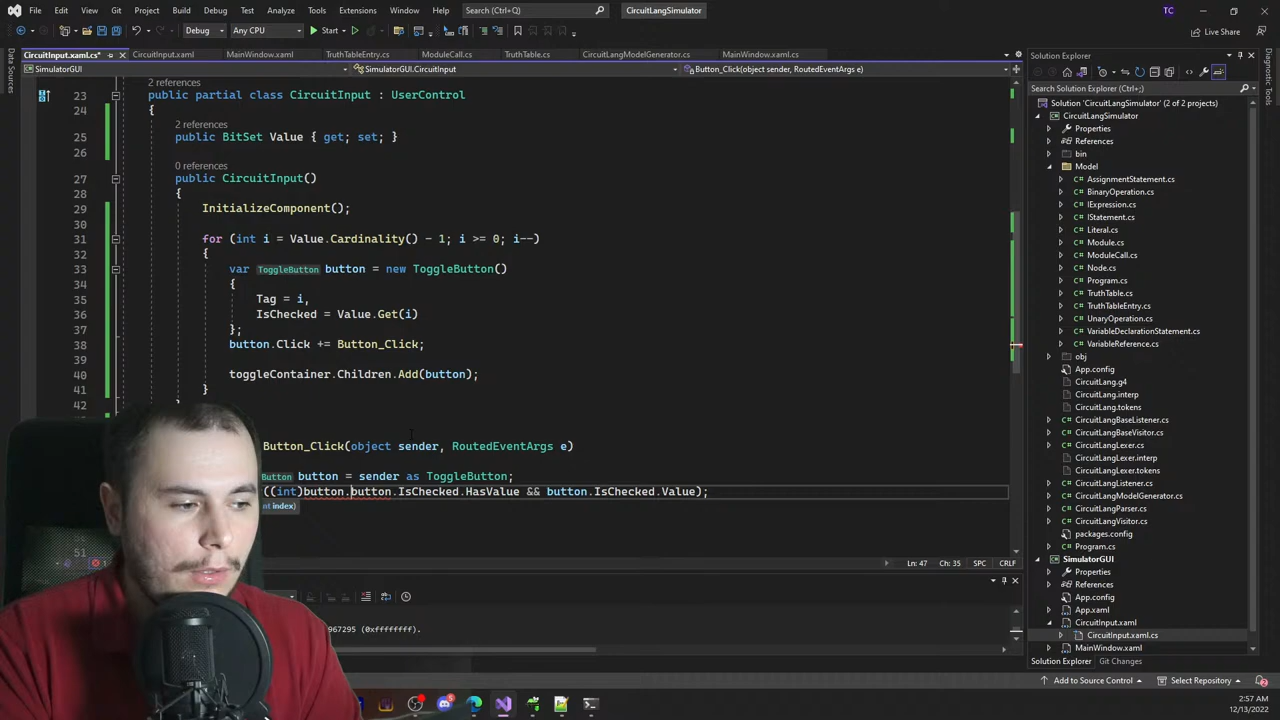 File Edit View Git Project Build Debug Test Analyze Tools Extensions Window Help Search (Ctrl+Q) CircuitLangSimulator TC
Debug Any CPU Start Live Share
CircuitInput.xaml.cs* CircuitInput.xaml MainWindow.xaml TruthTableEntry.cs ModuleCall.cs TruthTable.cs CircuitLangModelGenerator.cs MainWindow.xaml.cs
SimulatorGUI SimulatorGUI.CircuitInput Button_Click(object sender, RoutedEventArgs e)
Data Sources
Diagnostic Tools
2 references
23 public partial class CircuitInput : UserControl
24 {
2 references
25 public BitSet Value { get; set; }
26
0 references
27 public CircuitInput()
28 {
29 InitializeComponent();
30
31 for (int i = Value.Cardinality() - 1; i >= 0; i--)
32 {
33 var ToggleButton button = new ToggleButton()
34 {
35 Tag = i,
36 IsChecked = Value.Get(i)
37 };
38 button.Click += Button_Click;
39
40 toggleContainer.Children.Add(button);
41 }
42
Button_Click(object sender, RoutedEventArgs e)
Button button = sender as ToggleButton;
((int)button.button.IsChecked.HasValue && button.IsChecked.Value);
nt index)
51
Ln: 47 Ch: 35 SPC CRLF
967295 (0xffffffff).
Solution Explorer
Search Solution Explorer (Ctrl+;)
Solution 'CircuitLangSimulator' (2 of 2 projects)
CircuitLangSimulator
Properties
References
bin
Model
AssignmentStatement.cs
BinaryOperation.cs
IExpression.cs
IStatement.cs
Literal.cs
Module.cs
ModuleCall.cs
Node.cs
Program.cs
TruthTable.cs
TruthTableEntry.cs
UnaryOperation.cs
VariableDeclarationStatement.cs
VariableReference.cs
obj
App.config
CircuitLang.g4
CircuitLang.interp
CircuitLang.tokens
CircuitLangBaseListener.cs
CircuitLangBaseVisitor.cs
CircuitLangLexer.cs
CircuitLangLexer.interp
CircuitLangLexer.tokens
CircuitLangListener.cs
CircuitLangModelGenerator.cs
CircuitLangParser.cs
CircuitLangVisitor.cs
packages.config
Program.cs
SimulatorGUI
Properties
References
App.config
App.xaml
CircuitInput.xaml
CircuitInput.xaml.cs
MainWindow.xaml
Solution Explorer Git Changes
Add to Source Control Select Repository
2:57 AM
12/13/2022